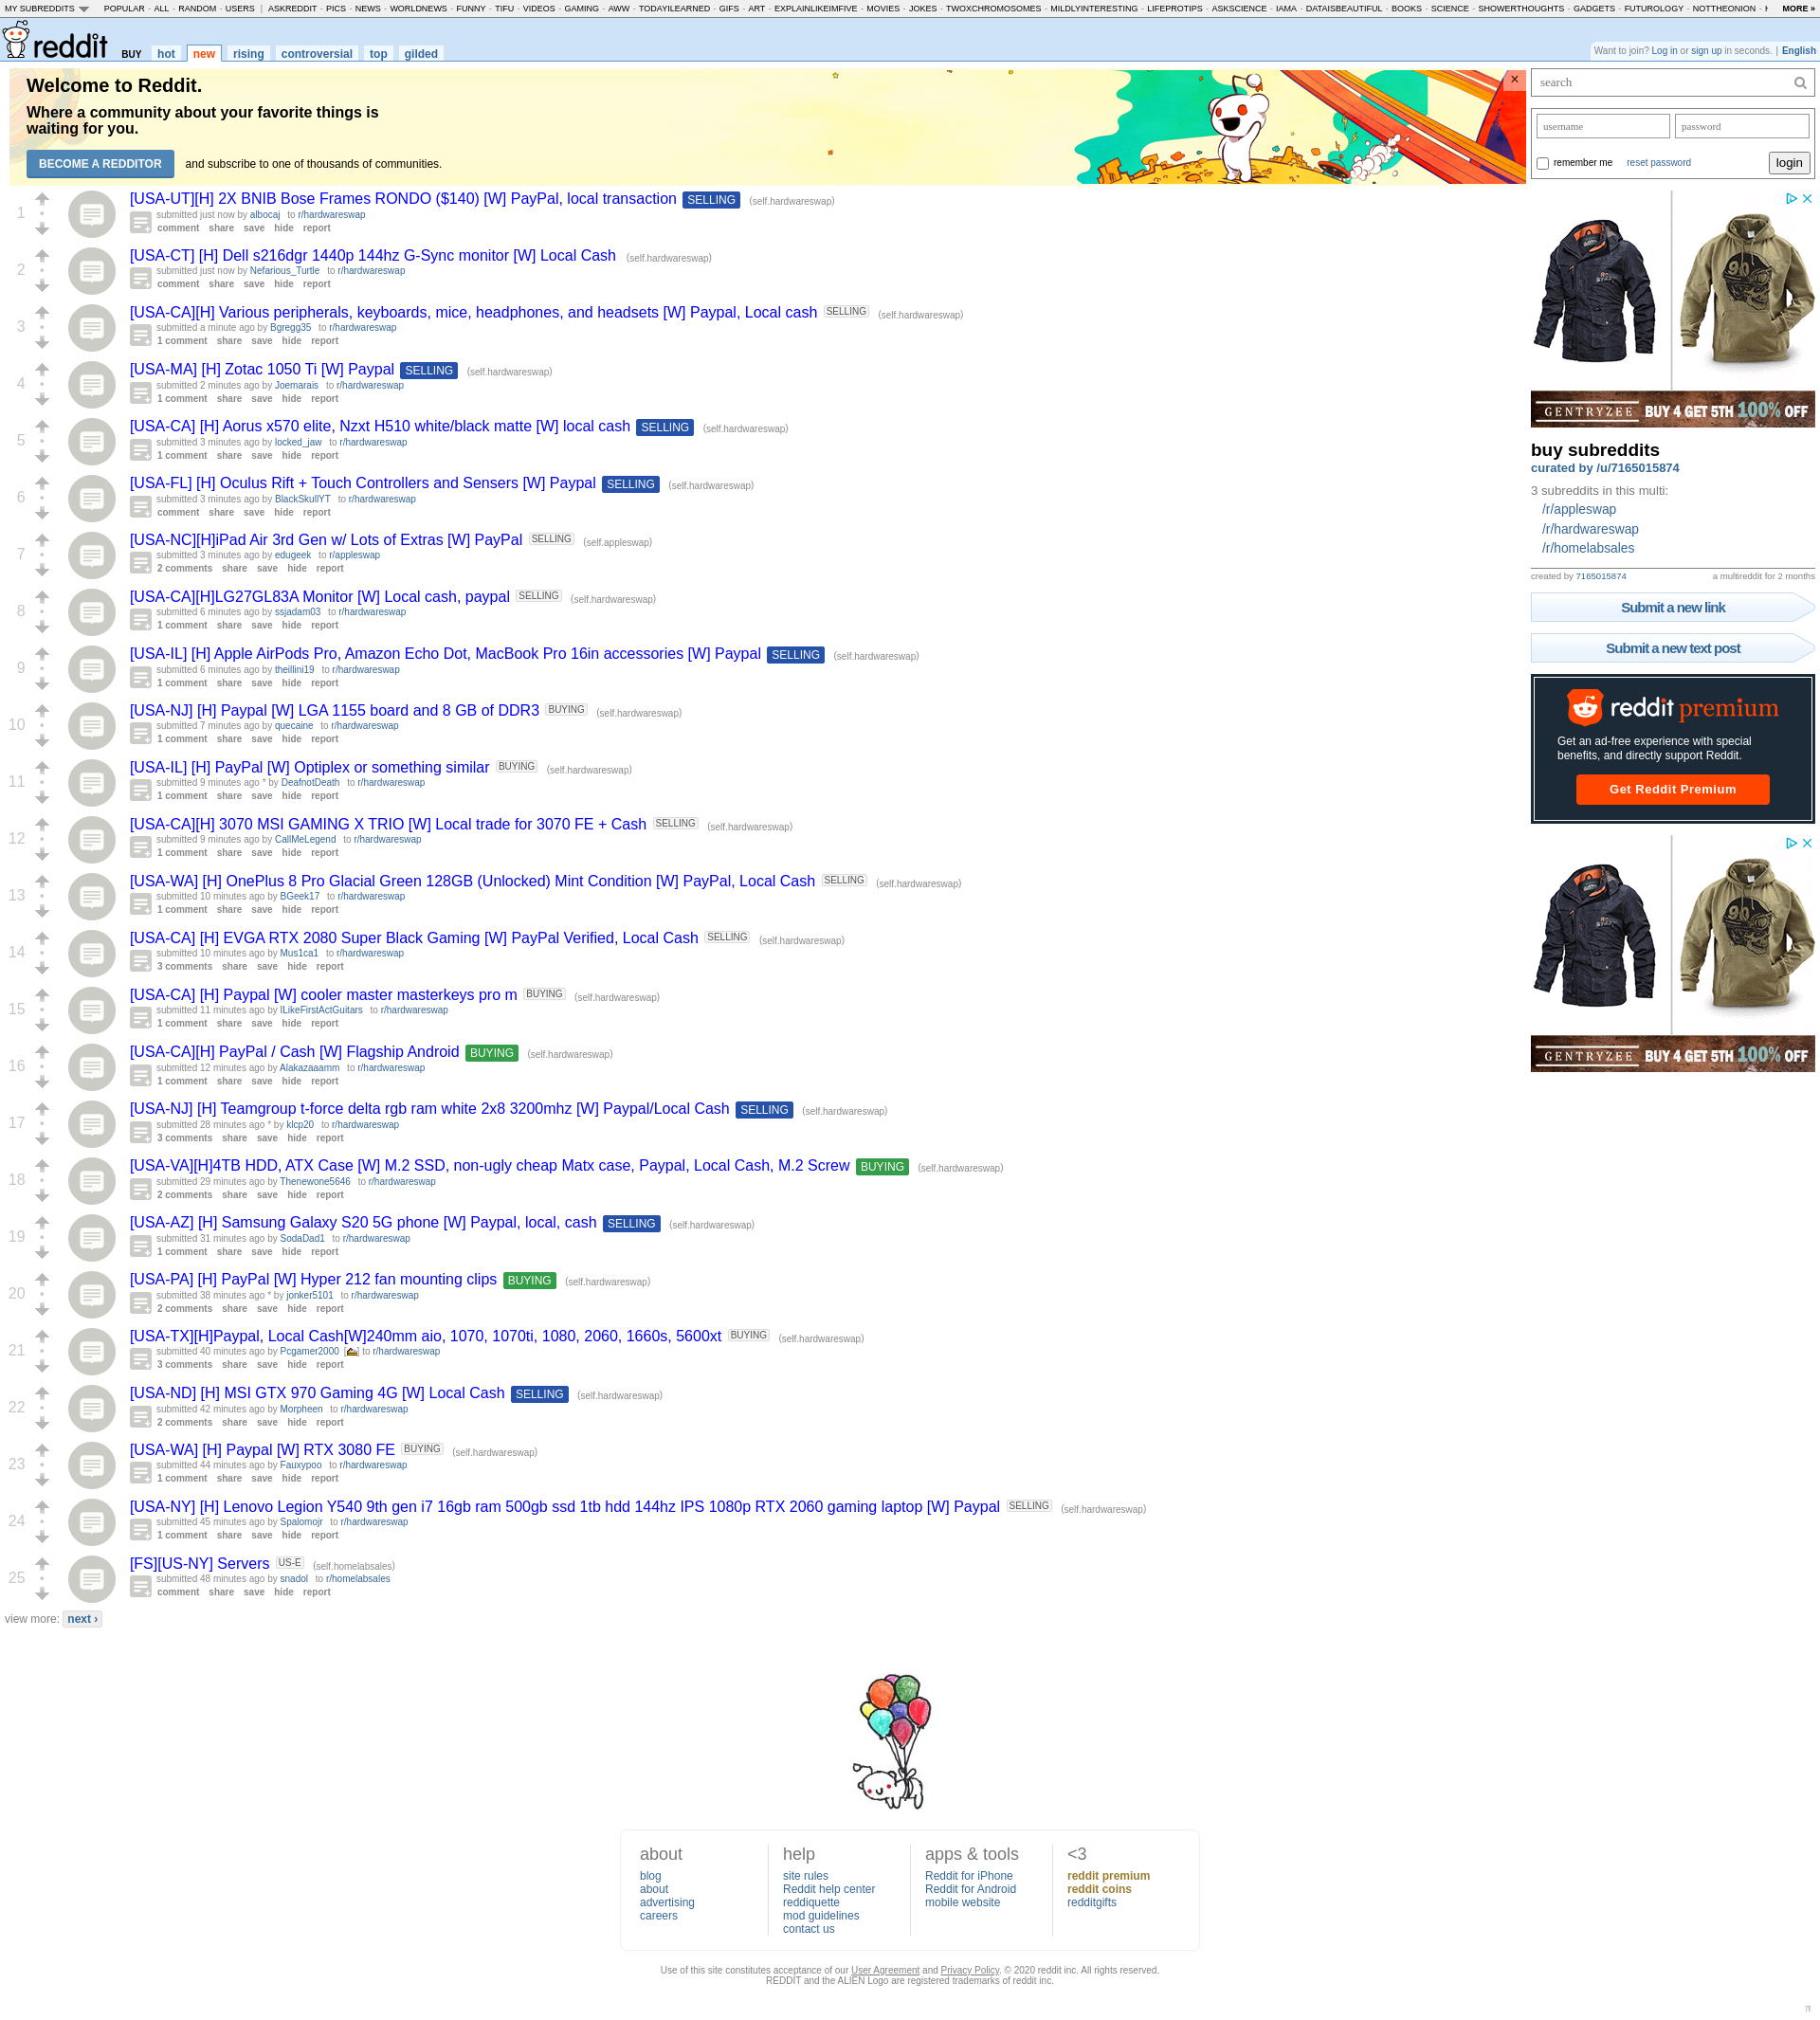 MY SUBREDDITS POPULAR - ALL - RANDOM - USERS | ASKREDDIT - PICS - NEWS - WORLDNEWS - FUNNY - TIFU - VIDEOS - GAMING - AWW - TODAYILEARNED - GIFS - ART - EXPLAINLIKEIMFIVE - MOVIES - JOKES - TWOXCHROMOSOMES - MILDLYINTERESTING - LIFEPROTIPS - ASKSCIENCE - IAMA - DATAISBEAUTIFUL - BOOKS - SCIENCE - SHOWERTHOUGHTS - GADGETS - FUTUROLOGY - NOTTHEONION - MORE »
reddit BUY hot new rising controversial top gilded
Want to join? Log in or sign up in seconds. | English
Welcome to Reddit.
Where a community about your favorite things is
waiting for you.
BECOME A REDDITOR and subscribe to one of thousands of communities.
×
1
[USA-UT][H] 2X BNIB Bose Frames RONDO ($140) [W] PayPal, local transaction SELLING (self.hardwareswap)
submitted just now by albocaj to r/hardwareswap
comment share save hide report
2
[USA-CT] [H] Dell s216dgr 1440p 144hz G-Sync monitor [W] Local Cash (self.hardwareswap)
submitted just now by Nefarious_Turtle to r/hardwareswap
comment share save hide report
3
[USA-CA][H] Various peripherals, keyboards, mice, headphones, and headsets [W] Paypal, Local cash SELLING (self.hardwareswap)
submitted a minute ago by Bgregg35 to r/hardwareswap
1 comment share save hide report
4
[USA-MA] [H] Zotac 1050 Ti [W] Paypal SELLING (self.hardwareswap)
submitted 2 minutes ago by Joemarais to r/hardwareswap
1 comment share save hide report
5
[USA-CA] [H] Aorus x570 elite, Nzxt H510 white/black matte [W] local cash SELLING (self.hardwareswap)
submitted 3 minutes ago by locked_jaw to r/hardwareswap
1 comment share save hide report
6
[USA-FL] [H] Oculus Rift + Touch Controllers and Sensers [W] Paypal SELLING (self.hardwareswap)
submitted 3 minutes ago by BlackSkullYT to r/hardwareswap
comment share save hide report
7
[USA-NC][H]iPad Air 3rd Gen w/ Lots of Extras [W] PayPal SELLING (self.appleswap)
submitted 3 minutes ago by edugeek to r/appleswap
2 comments share save hide report
8
[USA-CA][H]LG27GL83A Monitor [W] Local cash, paypal SELLING (self.hardwareswap)
submitted 6 minutes ago by ssjadam03 to r/hardwareswap
1 comment share save hide report
9
[USA-IL] [H] Apple AirPods Pro, Amazon Echo Dot, MacBook Pro 16in accessories [W] Paypal SELLING (self.hardwareswap)
submitted 6 minutes ago by theillini19 to r/hardwareswap
1 comment share save hide report
10
[USA-NJ] [H] Paypal [W] LGA 1155 board and 8 GB of DDR3 BUYING (self.hardwareswap)
submitted 7 minutes ago by quecaine to r/hardwareswap
1 comment share save hide report
11
[USA-IL] [H] PayPal [W] Optiplex or something similar BUYING (self.hardwareswap)
submitted 9 minutes ago * by DeafnotDeath to r/hardwareswap
1 comment share save hide report
12
[USA-CA][H] 3070 MSI GAMING X TRIO [W] Local trade for 3070 FE + Cash SELLING (self.hardwareswap)
submitted 9 minutes ago by CallMeLegend to r/hardwareswap
1 comment share save hide report
13
[USA-WA] [H] OnePlus 8 Pro Glacial Green 128GB (Unlocked) Mint Condition [W] PayPal, Local Cash SELLING (self.hardwareswap)
submitted 10 minutes ago by BGeek17 to r/hardwareswap
1 comment share save hide report
14
[USA-CA] [H] EVGA RTX 2080 Super Black Gaming [W] PayPal Verified, Local Cash SELLING (self.hardwareswap)
submitted 10 minutes ago by Mus1ca1 to r/hardwareswap
3 comments share save hide report
15
[USA-CA] [H] Paypal [W] cooler master masterkeys pro m BUYING (self.hardwareswap)
submitted 11 minutes ago by ILikeFirstActGuitars to r/hardwareswap
1 comment share save hide report
16
[USA-CA][H] PayPal / Cash [W] Flagship Android BUYING (self.hardwareswap)
submitted 12 minutes ago by Alakazaaamm to r/hardwareswap
1 comment share save hide report
17
[USA-NJ] [H] Teamgroup t-force delta rgb ram white 2x8 3200mhz [W] Paypal/Local Cash SELLING (self.hardwareswap)
submitted 28 minutes ago * by klcp20 to r/hardwareswap
3 comments share save hide report
18
[USA-VA][H]4TB HDD, ATX Case [W] M.2 SSD, non-ugly cheap Matx case, Paypal, Local Cash, M.2 Screw BUYING (self.hardwareswap)
submitted 29 minutes ago by Thenewone5646 to r/hardwareswap
2 comments share save hide report
19
[USA-AZ] [H] Samsung Galaxy S20 5G phone [W] Paypal, local, cash SELLING (self.hardwareswap)
submitted 31 minutes ago by SodaDad1 to r/hardwareswap
1 comment share save hide report
20
[USA-PA] [H] PayPal [W] Hyper 212 fan mounting clips BUYING (self.hardwareswap)
submitted 38 minutes ago * by jonker5101 to r/hardwareswap
2 comments share save hide report
21
[USA-TX][H]Paypal, Local Cash[W]240mm aio, 1070, 1070ti, 1080, 2060, 1660s, 5600xt BUYING (self.hardwareswap)
submitted 40 minutes ago by Pcgamer2000 [] to r/hardwareswap
3 comments share save hide report
22
[USA-ND] [H] MSI GTX 970 Gaming 4G [W] Local Cash SELLING (self.hardwareswap)
submitted 42 minutes ago by Morpheen to r/hardwareswap
2 comments share save hide report
23
[USA-WA] [H] Paypal [W] RTX 3080 FE BUYING (self.hardwareswap)
submitted 44 minutes ago by Fauxypoo to r/hardwareswap
1 comment share save hide report
24
[USA-NY] [H] Lenovo Legion Y540 9th gen i7 16gb ram 500gb ssd 1tb hdd 144hz IPS 1080p RTX 2060 gaming laptop [W] Paypal SELLING (self.hardwareswap)
submitted 45 minutes ago by Spalomojr to r/hardwareswap
1 comment share save hide report
25
[FS][US-NY] Servers US-E (self.homelabsales)
submitted 48 minutes ago by snadol to r/homelabsales
comment share save hide report
view more: next ›
search
username password
remember me reset password login
GENTRYZEE BUY 4 GET 5TH 100% OFF
buy subreddits
curated by /u/7165015874
3 subreddits in this multi:
/r/appleswap
/r/hardwareswap
/r/homelabsales
created by 7165015874 a multireddit for 2 months
Submit a new link
Submit a new text post
reddit premium
Get an ad-free experience with special
benefits, and directly support Reddit.
Get Reddit Premium
GENTRYZEE BUY 4 GET 5TH 100% OFF
about
blog
about
advertising
careers
help
site rules
Reddit help center
reddiquette
mod guidelines
contact us
apps & tools
Reddit for iPhone
Reddit for Android
mobile website
<3
reddit premium
reddit coins
redditgifts
Use of this site constitutes acceptance of our User Agreement and Privacy Policy. © 2020 reddit inc. All rights reserved.
REDDIT and the ALIEN Logo are registered trademarks of reddit inc.
π